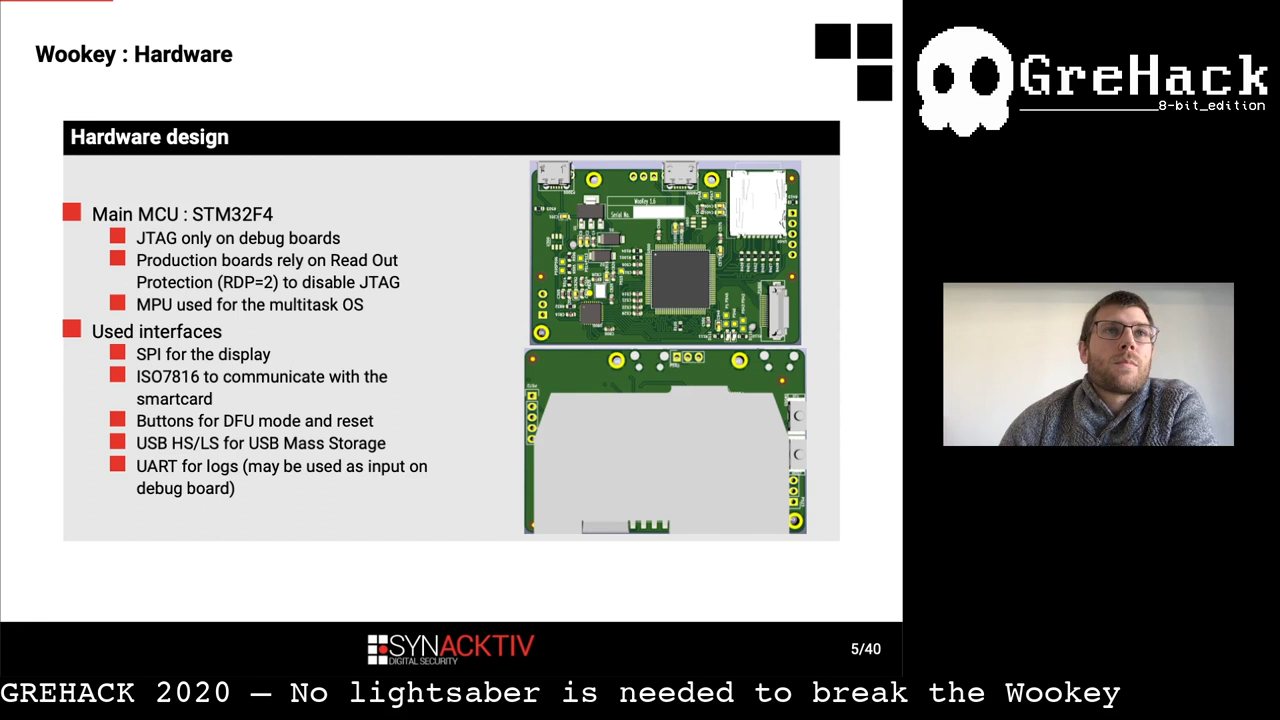 Wookey : Hardware
GreHack
8-bit_edition
Hardware design
Main MCU : STM32F4
JTAG only on debug boards
Production boards rely on Read Out
Protection (RDP=2) to disable JTAG
MPU used for the multitask OS
Used interfaces
SPI for the display
ISO7816 to communicate with the
smartcard
Buttons for DFU mode and reset
USB HS/LS for USB Mass Storage
UART for logs (may be used as input on
debug board)
Serial No.
SYNACKTIV
DIGITAL SECURITY
5/40
GREHACK 2020 – No lightsaber is needed to break the Wookey